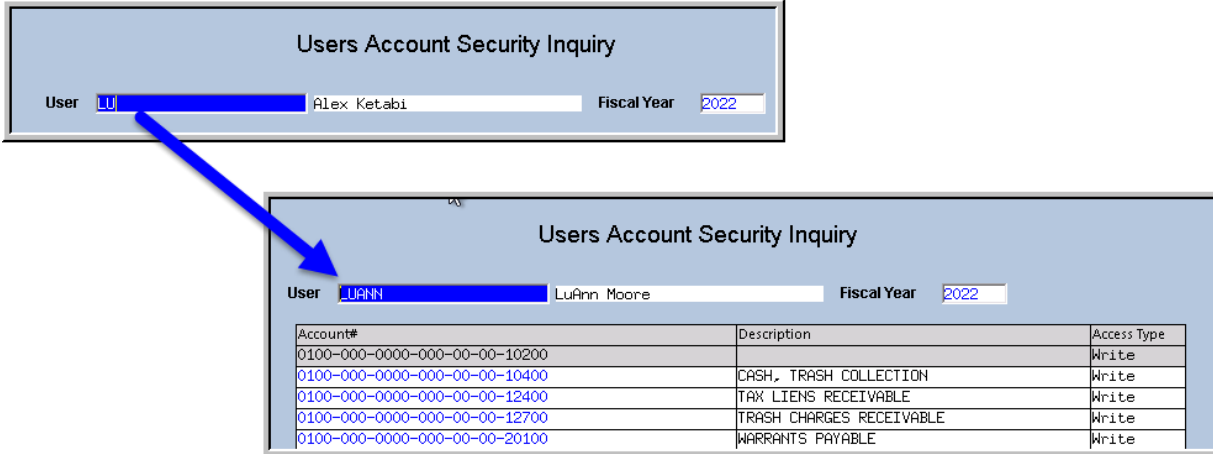 Users Account Security Inquiry
User LU Alex Ketabi Fiscal Year 2022
Users Account Security Inquiry
User LUANN LuAnn Moore Fiscal Year 2022
Account# Description Access Type
0100-000-0000-000-00-00-10200 Write
0100-000-0000-000-00-00-10400 CASH, TRASH COLLECTION Write
0100-000-0000-000-00-00-12400 TAX LIENS RECEIVABLE Write
0100-000-0000-000-00-00-12700 TRASH CHARGES RECEIVABLE Write
0100-000-0000-000-00-00-20100 WARRANTS PAYABLE Write